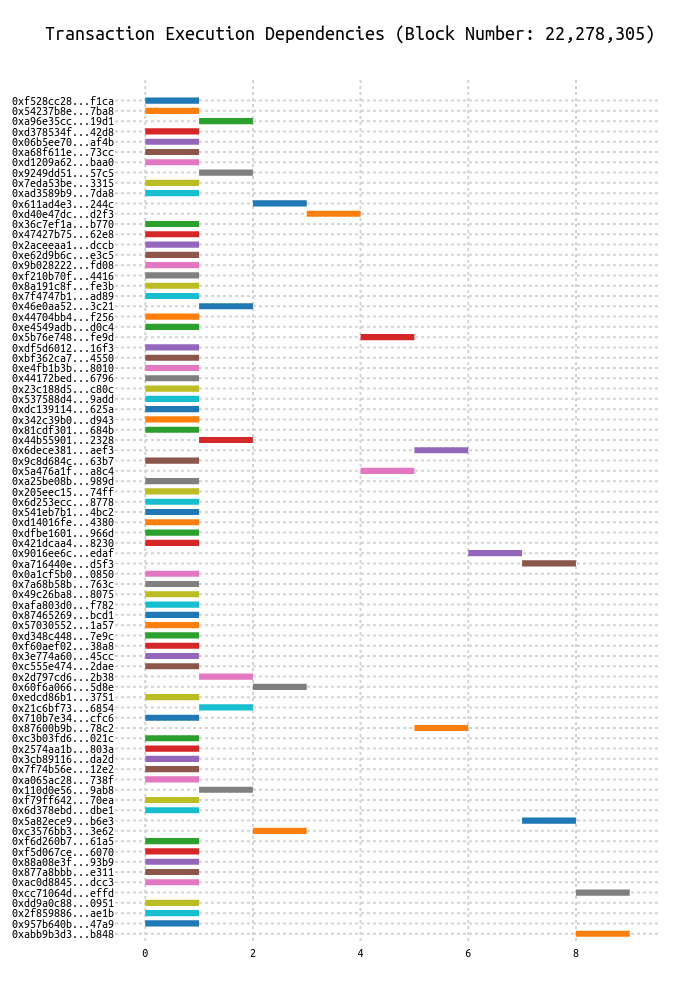 Transaction Execution Dependencies (Block Number: 22,278,305)
0xf528cc28...f1ca
0x54237b8e...7ba8
0xa96e35cc...19d1
0xd378534f...42d8
0x06b5ee70...af4b
0xa68f611e...73cc
0xd1209a62...baa0
0x9249dd51...57c5
0x7eda53be...3315
0xad3589b9...7da8
0x611ad4e3...244c
0xd40e47dc...d2f3
0x36c7ef1a...b770
0x47427b75...62e8
0x2aceeaa1...dccb
0xe62d9b6c...e3c5
0x9b028222...fd08
0xf210b70f...4416
0x8a191c8f...fe3b
0x7f4747b1...ad89
0x46e0aa52...3c21
0x44704bb4...f256
0xe4549adb...d0c4
0x5b76e748...fe9d
0xdf5d6012...16f3
0xbf362ca7...4550
0xe4fb1b3b...8010
0x44172bed...6796
0x23c188d5...c80c
0x537588d4...9add
0xdc139114...625a
0x342c39b0...d943
0x81cdf301...684b
0x44b55901...2328
0x6dece381...aef3
0x9c8d684c...63b7
0x5a476a1f...a8c4
0xa25be08b...989d
0x205eec15...74ff
0x6d253ecc...8778
0x541eb7b1...4bc2
0xd14016fe...4380
0xdfbe1601...966d
0x421dcaa4...8230
0x9016ee6c...edaf
0xa716440e...d5f3
0x0a1cf5b0...0850
0x7a68b58b...763c
0x49c26ba8...8075
0xafa803d0...f782
0x87465269...bcd1
0x57030552...1a57
0xd348c448...7e9c
0xf60aef02...38a8
0x3e774a60...45cc
0xc555e474...2dae
0x2d797cd6...2b38
0x60f6a066...5d8e
0xedcd86b1...3751
0x21c6bf73...6854
0x710b7e34...cfc6
0x87600b9b...78c2
0xc3b03fd6...021c
0x2574aa1b...803a
0x3cb89116...da2d
0x7f74b56e...12e2
0xa065ac28...738f
0x110d0e56...9ab8
0xf79ff642...70ea
0x6d378ebd...dbe1
0x5a82ece9...b6e3
0xc3576bb3...3e62
0xf6d260b7...61a5
0xf5d067ce...6070
0x88a08e3f...93b9
0x877a8bbb...e311
0xac0d8845...dcc3
0xcc71064d...effd
0xdd9a0c88...0951
0x2f859886...ae1b
0x957b640b...47a9
0xabb9b3d3...b848
0 2 4 6 8